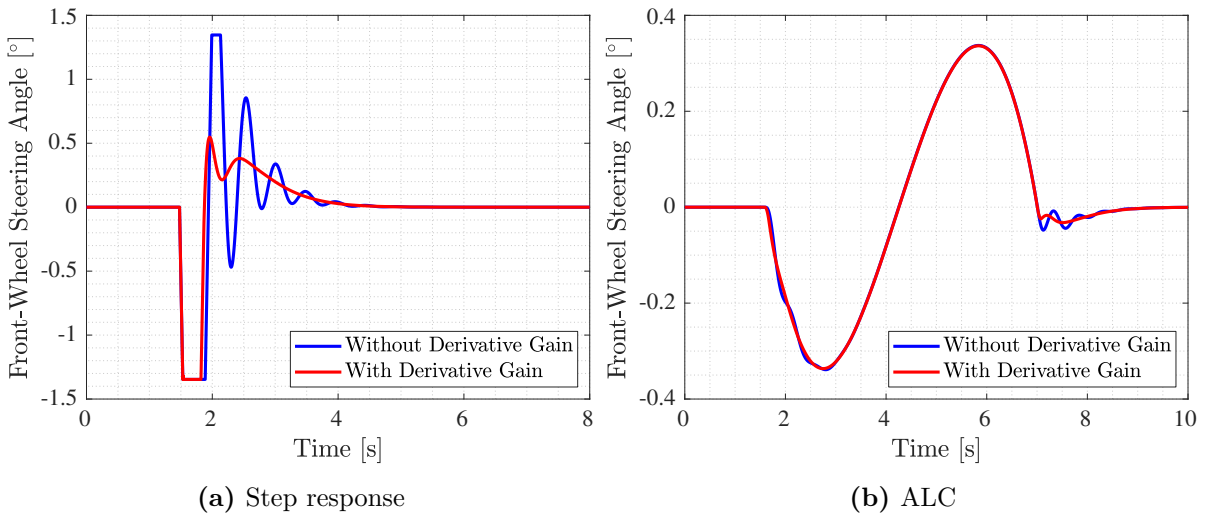 1.5
1
0.5
0
-0.5
-1
-1.5
Front-Wheel Steering Angle [°]
Without Derivative Gain
With Derivative Gain
0 2 4 6 8
Time [s]
(a) Step response
0.4
0.2
0
-0.2
-0.4
Front-Wheel Steering Angle [°]
Without Derivative Gain
With Derivative Gain
0 2 4 6 8 10
Time [s]
(b) ALC